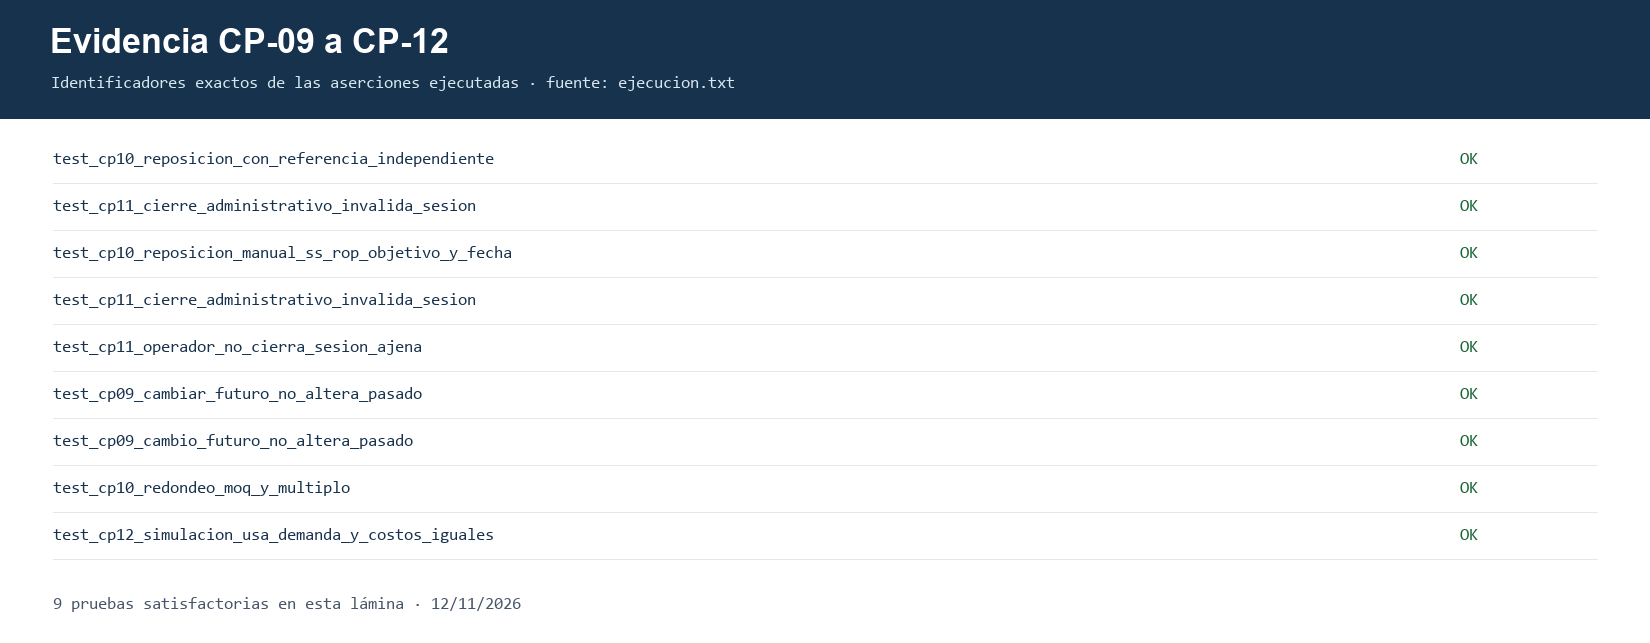 Evidencia CP-09 a CP-12
Identificadores exactos de las aserciones ejecutadas · fuente: ejecucion.txt
test_cp10_reposicion_con_referencia_independiente OK
test_cp11_cierre_administrativo_invalida_sesion OK
test_cp10_reposicion_manual_ss_rop_objetivo_y_fecha OK
test_cp11_cierre_administrativo_invalida_sesion OK
test_cp11_operador_no_cierra_sesion_ajena OK
test_cp09_cambiar_futuro_no_altera_pasado OK
test_cp09_cambio_futuro_no_altera_pasado OK
test_cp10_redondeo_moq_y_multiplo OK
test_cp12_simulacion_usa_demanda_y_costos_iguales OK
9 pruebas satisfactorias en esta lámina · 12/11/2026